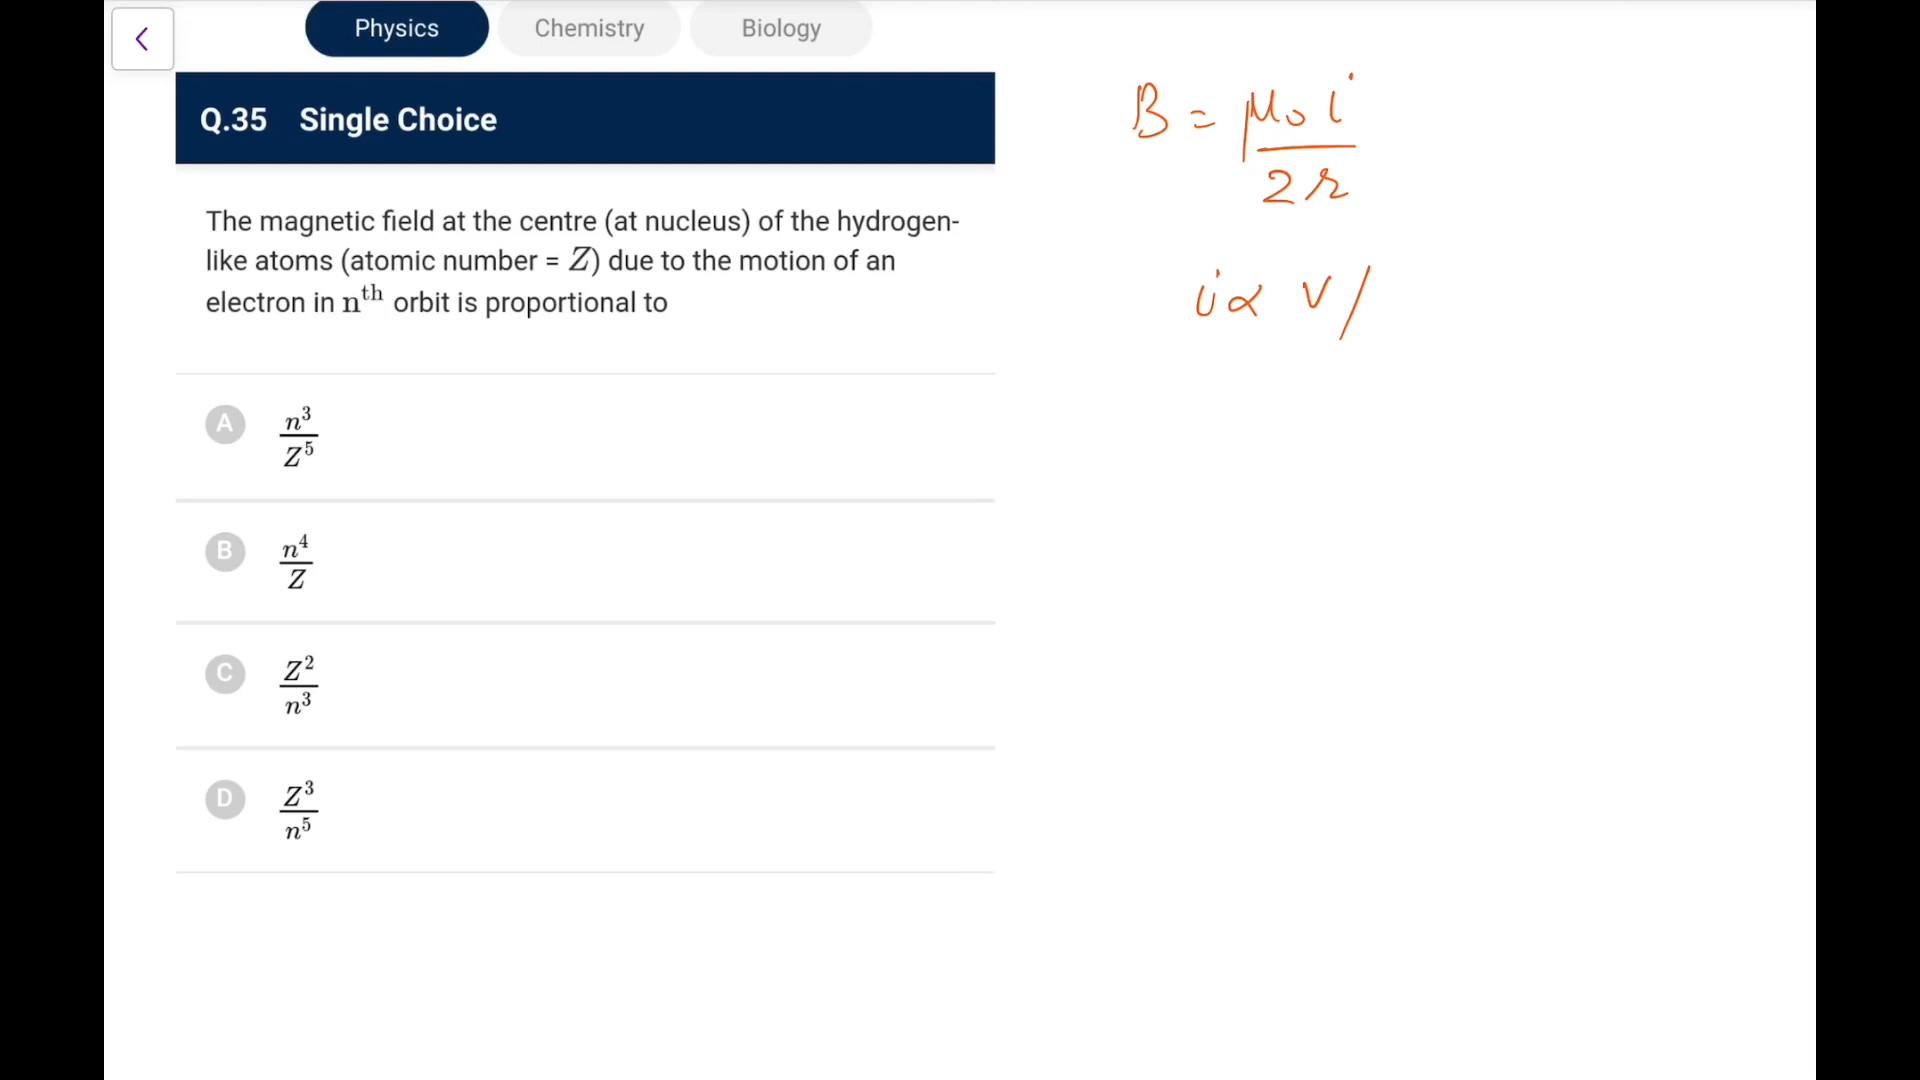 Physics Chemistry Biology
Q.35 Single Choice
The magnetic field at the centre (at nucleus) of the hydrogen-
like atoms (atomic number = Z) due to the motion of an
electron in nᵗʰ orbit is proportional to
A n³/Z⁵
B n⁴/Z
C Z²/n³
D Z³/n⁵
B = μ₀ i / 2 r
i ∝ v /